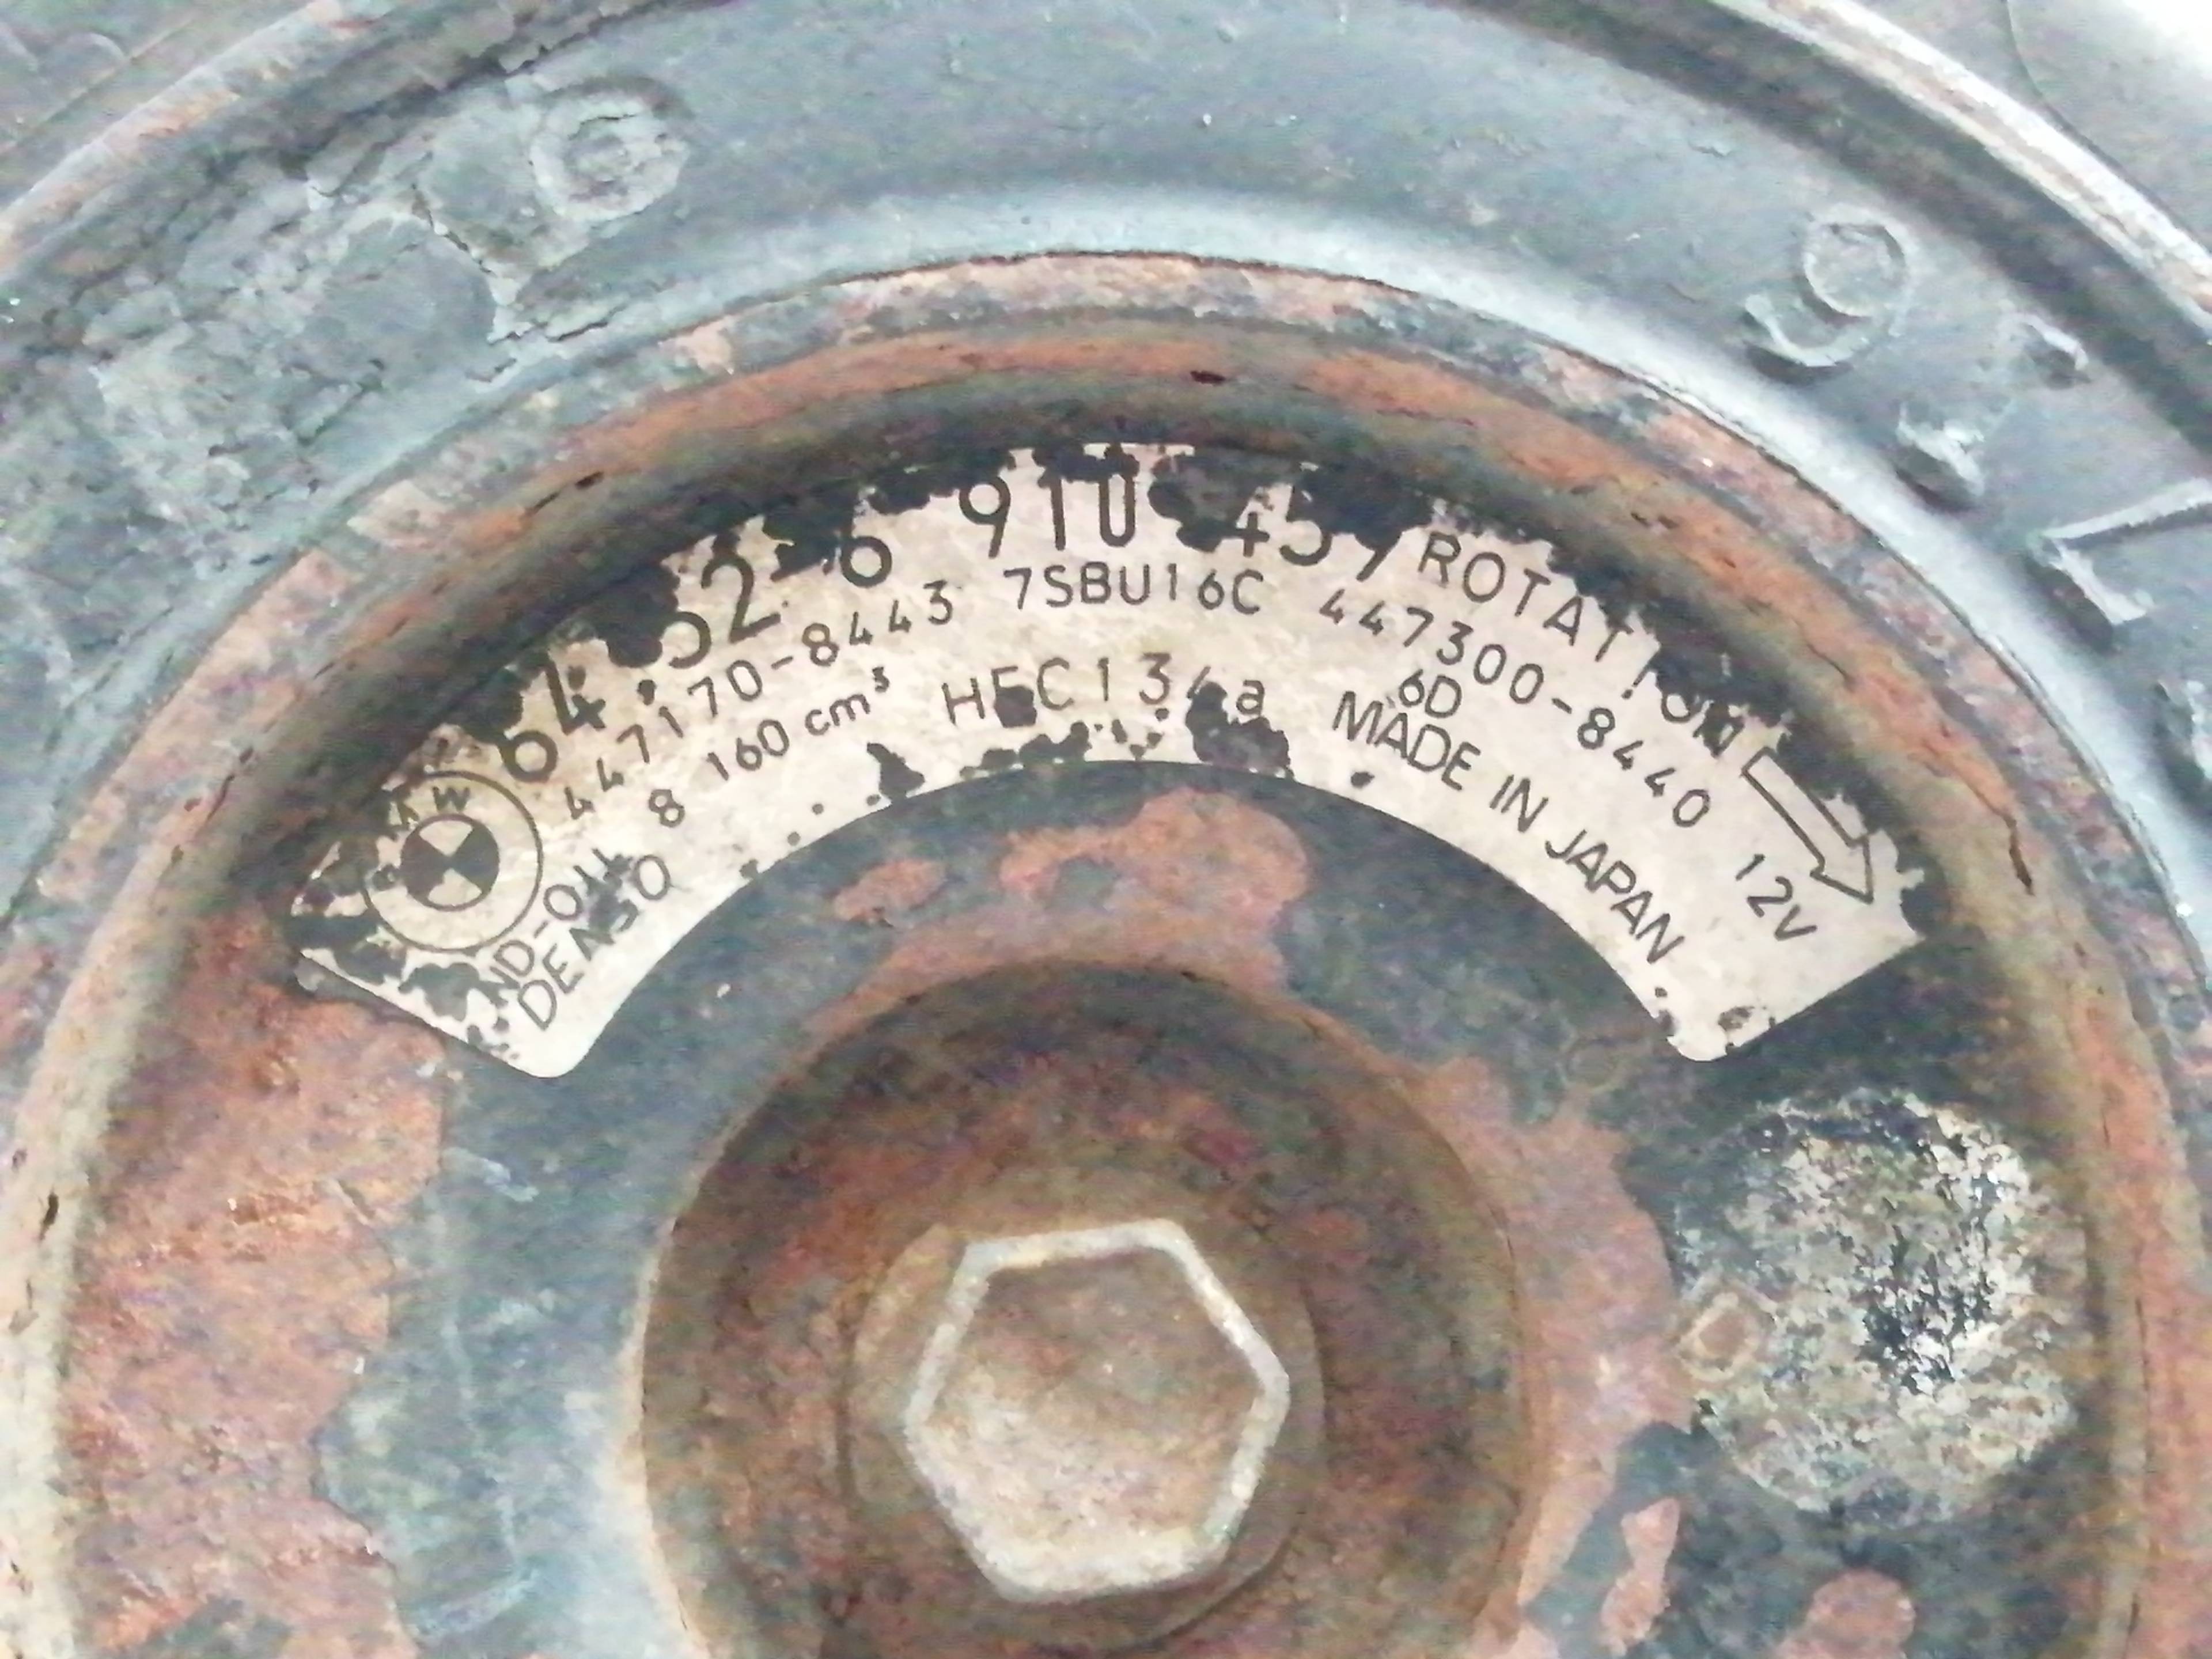 BMW
64.52-6 910 459
ROTATION
447170-8443 7SBU16C 447300-8440 12V
8 160 cm³ HFC134a 6D
ND-OIL
DENSO
MADE IN JAPAN